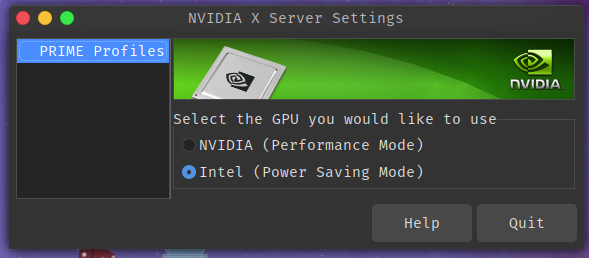 NVIDIA X Server Settings
PRIME Profiles
NVIDIA
Select the GPU you would like to use
NVIDIA (Performance Mode)
Intel (Power Saving Mode)
Help
Quit